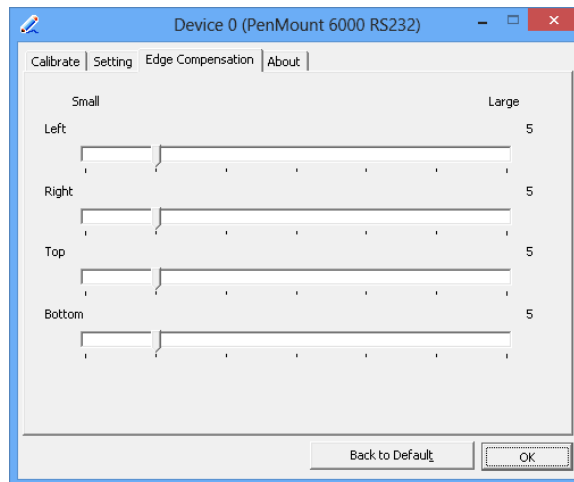 Device 0 (PenMount 6000 RS232)
Calibrate Setting Edge Compensation About
Small Large
Left 5
Right 5
Top 5
Bottom 5
Back to Default OK